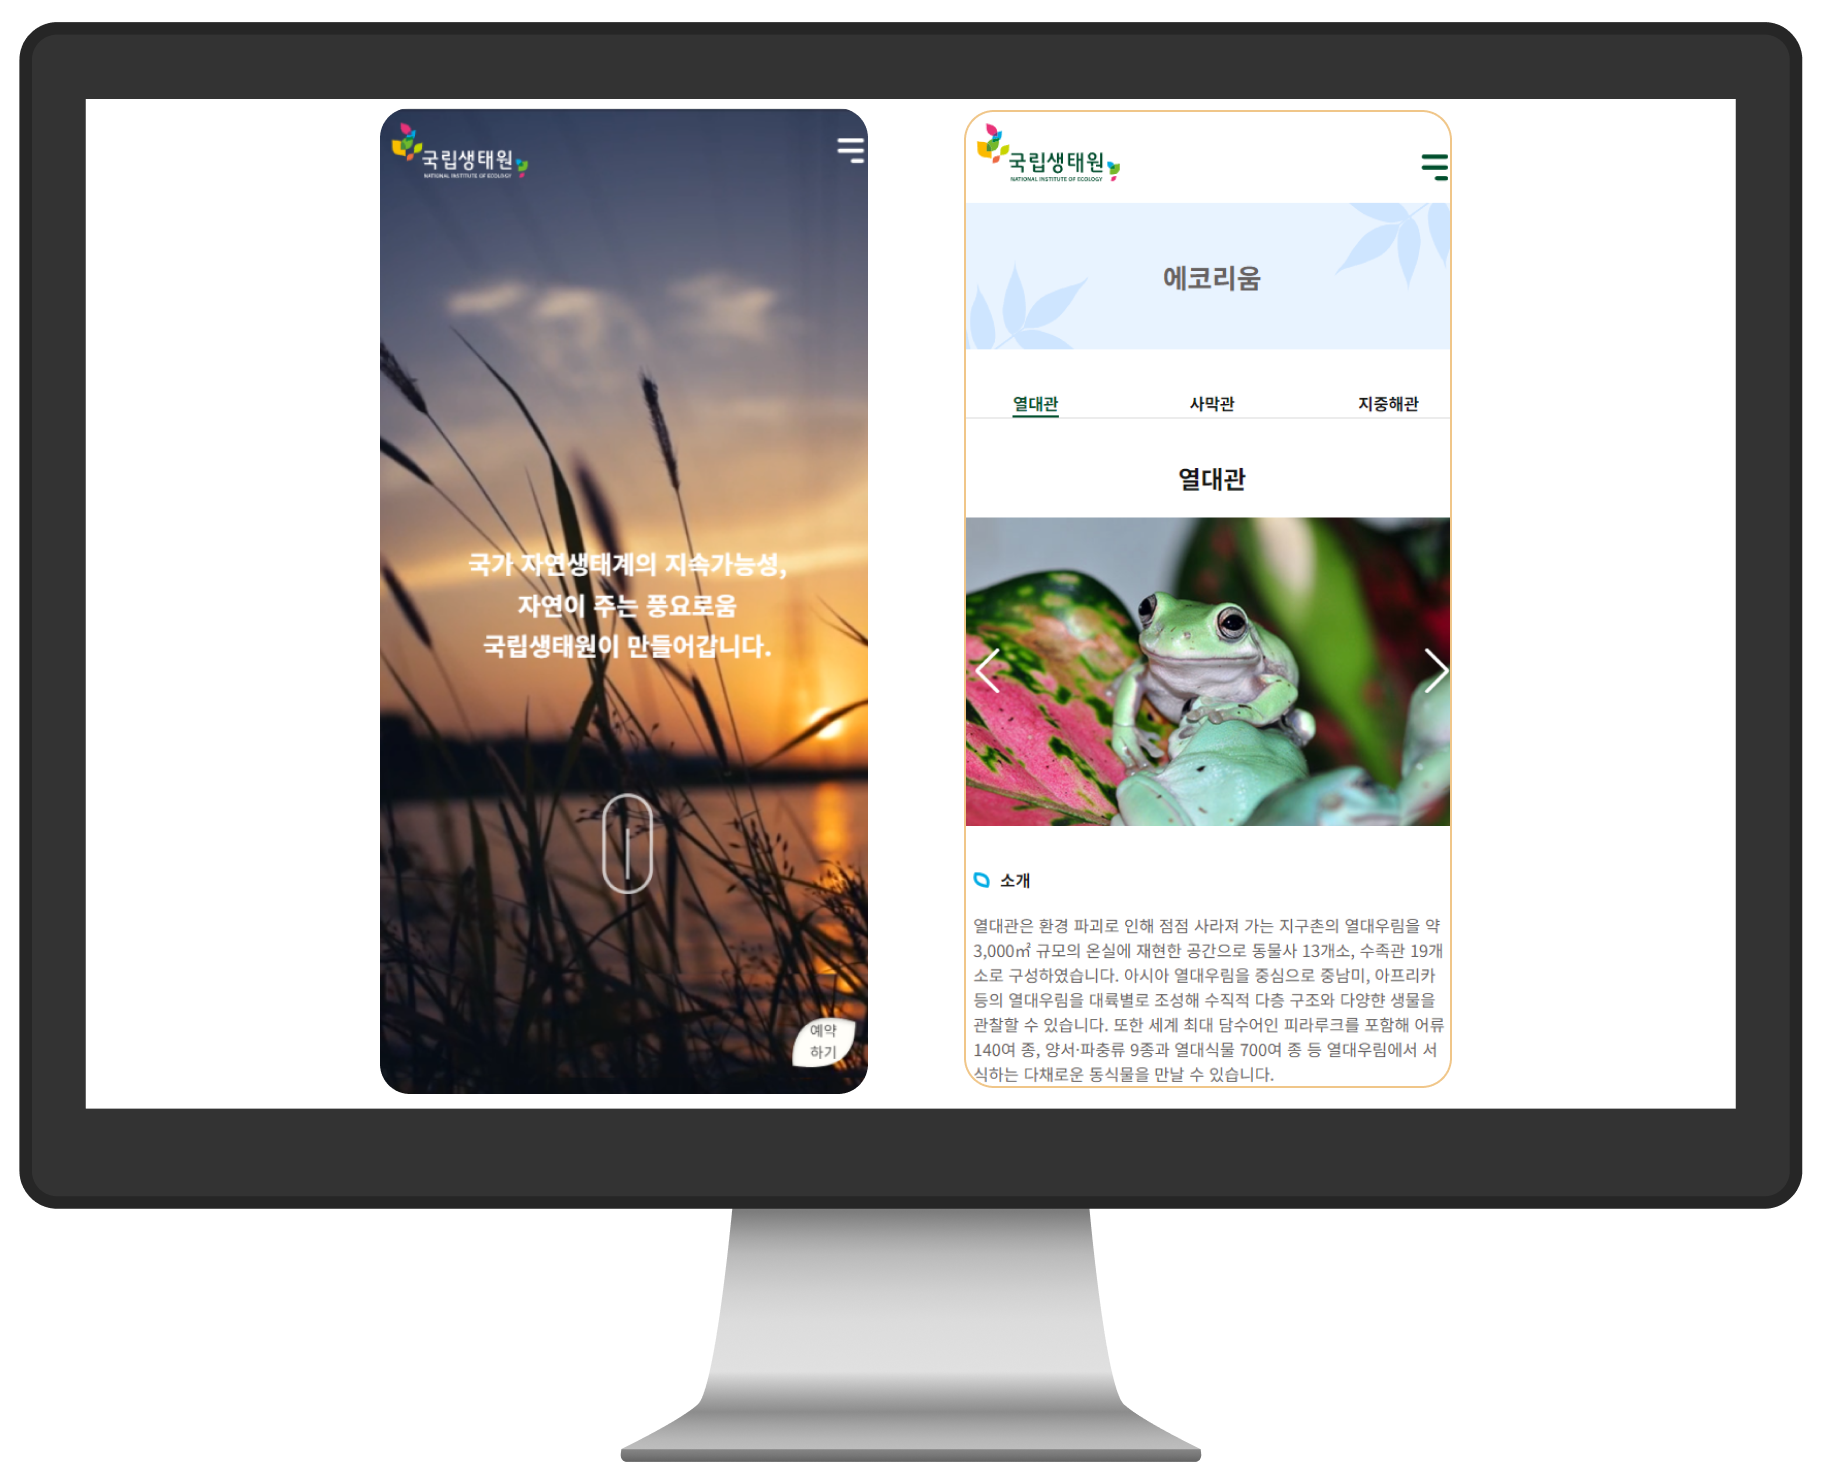 국립생태원
NATIONAL INSTITUTE OF ECOLOGY
국가 자연생태계의 지속가능성,
자연이 주는 풍요로움
국립생태원이 만들어갑니다.
예약
하기
국립생태원
NATIONAL INSTITUTE OF ECOLOGY
에코리움
열대관
사막관
지중해관
열대관
소개
열대관은 환경 파괴로 인해 점점 사라져 가는 지구촌의 열대우림을 약
3,000㎡ 규모의 온실에 재현한 공간으로 동물사 13개소, 수족관 19개
소로 구성하였습니다. 아시아 열대우림을 중심으로 중남미, 아프리카
등의 열대우림을 대륙별로 조성해 수직적 다층 구조와 다양한 생물을
관찰할 수 있습니다. 또한 세계 최대 담수어인 피라루크를 포함해 어류
140여 종, 양서·파충류 9종과 열대식물 700여 종 등 열대우림에서 서
식하는 다채로운 동식물을 만날 수 있습니다.